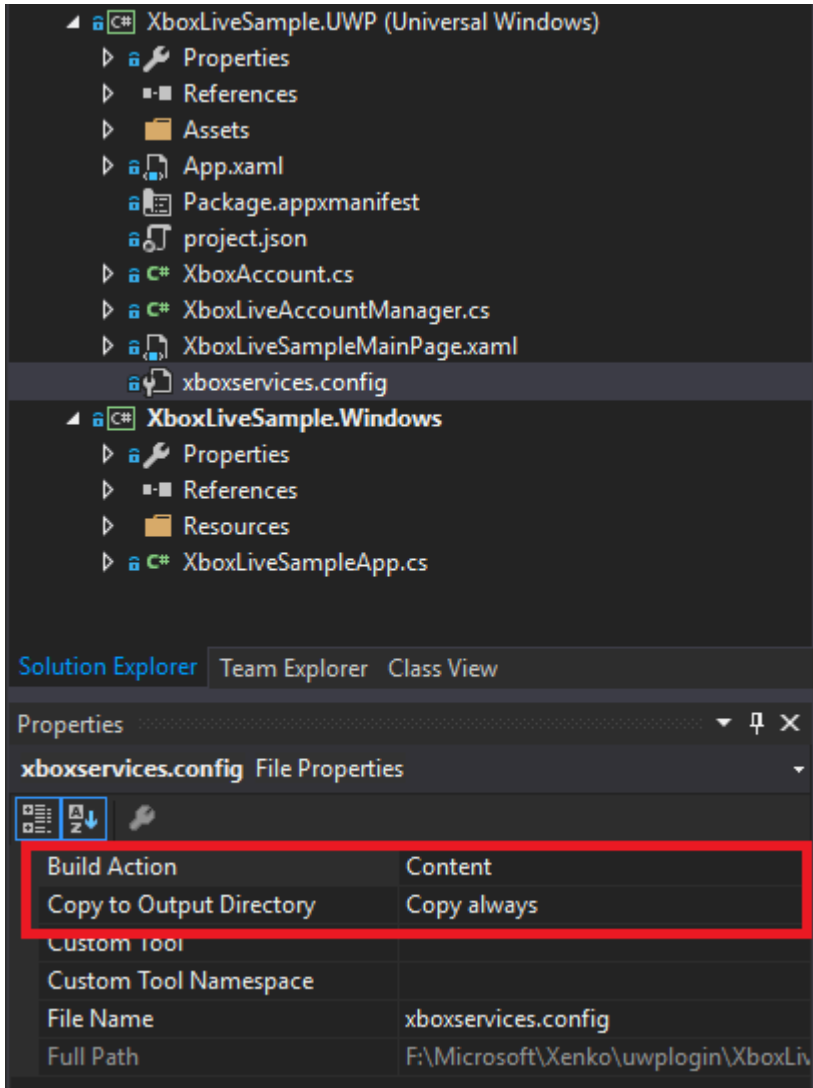 C# XboxLiveSample.UWP (Universal Windows)
Properties
References
Assets
App.xaml
Package.appxmanifest
project.json
C# XboxAccount.cs
C# XboxLiveAccountManager.cs
XboxLiveSampleMainPage.xaml
xboxservices.config
C# XboxLiveSample.Windows
Properties
References
Resources
C# XboxLiveSampleApp.cs
Solution Explorer Team Explorer Class View
Properties
xboxservices.config File Properties
AZ
Build Action Content
Copy to Output Directory Copy always
Custom Tool
Custom Tool Namespace
File Name xboxservices.config
Full Path F:\Microsoft\Xenko\uwplogin\XboxLiv